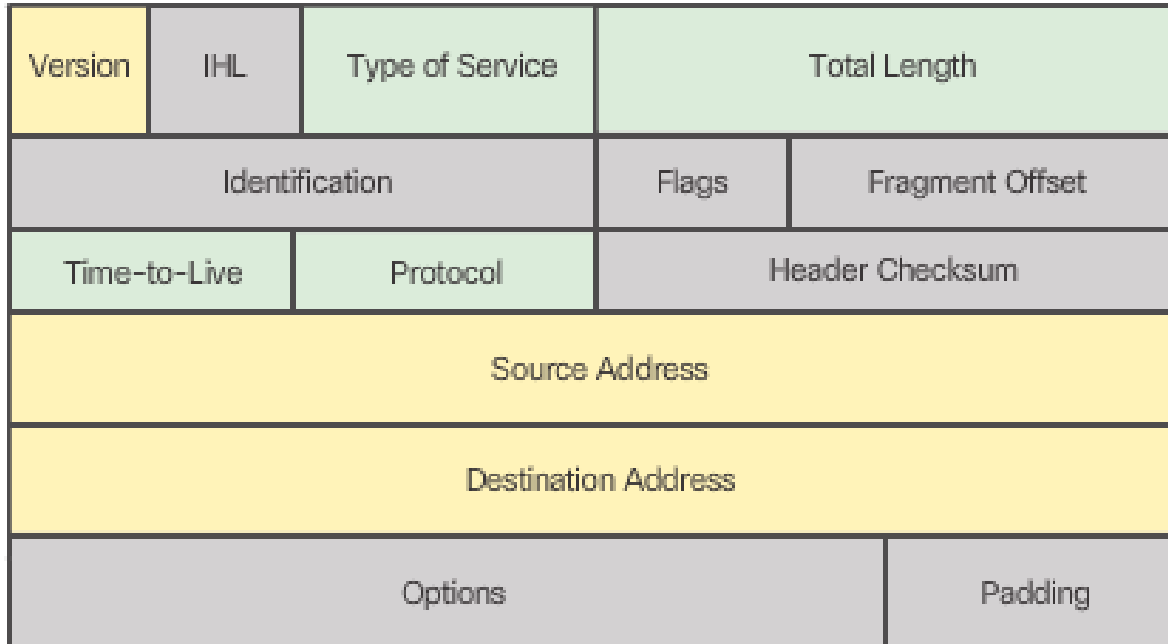 Version IHL Type of Service Total Length
Identification Flags Fragment Offset
Time-to-Live Protocol Header Checksum
Source Address
Destination Address
Options Padding